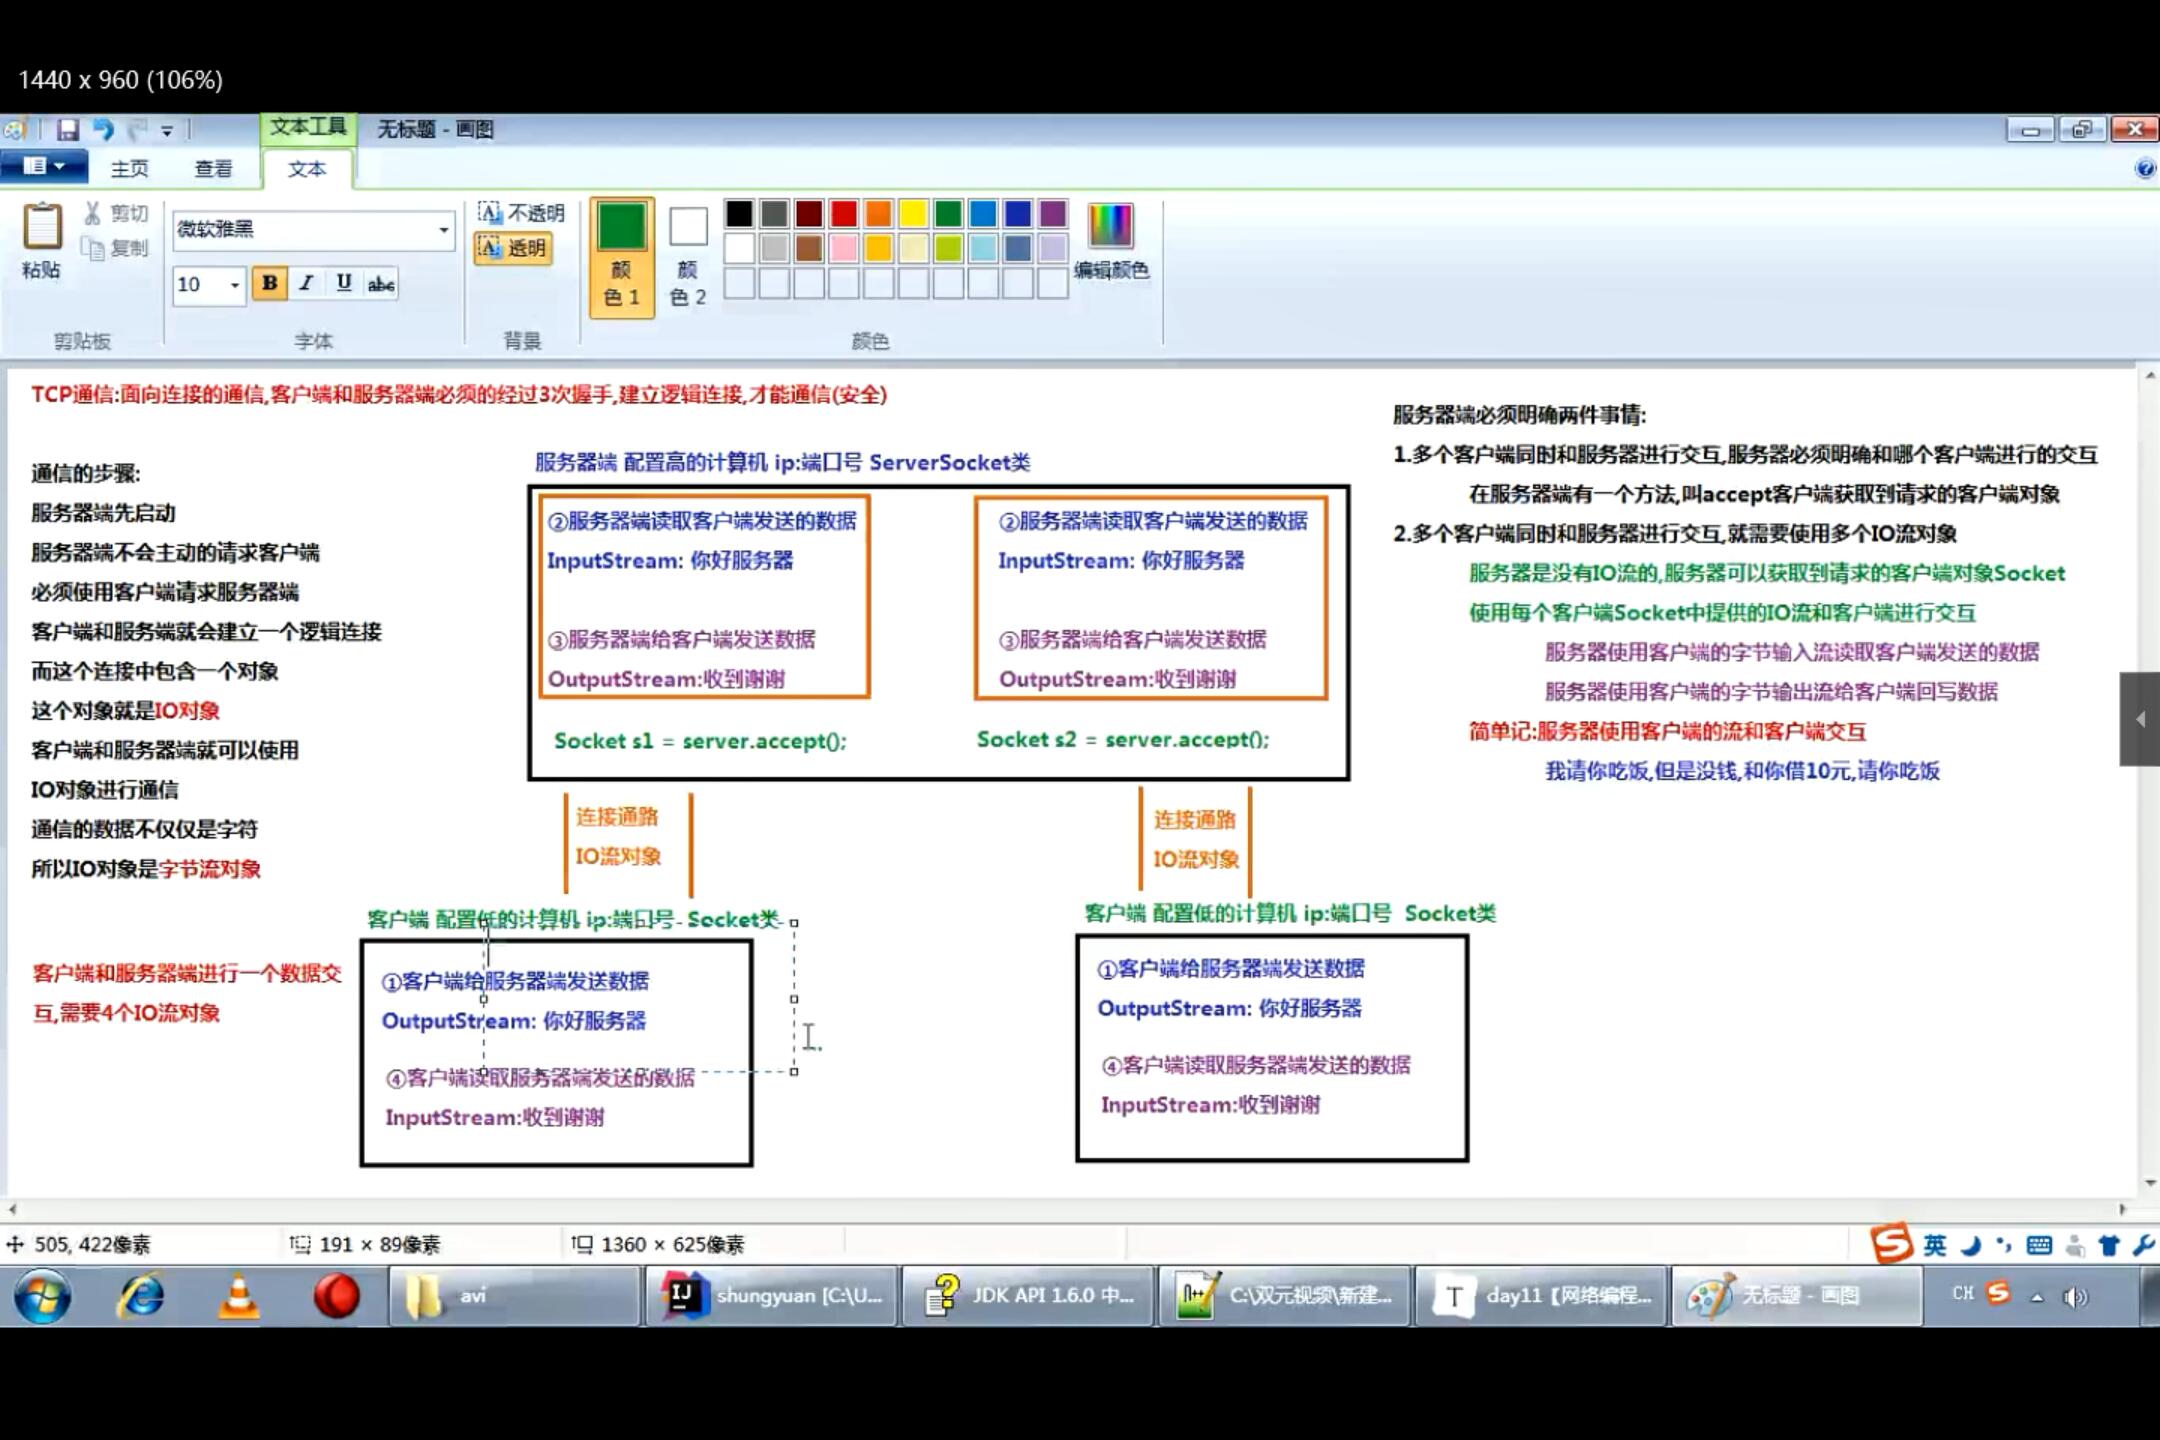 1440 x 960 (106%)
文本工具
无标题 - 画图
主页
查看
文本
粘贴
剪切
复制
剪贴板
微软雅黑
10
B I U abc
字体
不透明
透明
背景
颜
色 1
颜
色 2
编辑颜色
颜色
TCP通信:面向连接的通信,客户端和服务器端必须的经过3次握手,建立逻辑连接,才能通信(安全)
通信的步骤:
服务器端先启动
服务器端不会主动的请求客户端
必须使用客户端请求服务器端
客户端和服务端就会建立一个逻辑连接
而这个连接中包含一个对象
这个对象就是IO对象
客户端和服务器端就可以使用
IO对象进行通信
通信的数据不仅仅是字符
所以IO对象是字节流对象
客户端和服务器端进行一个数据交
互,需要4个IO流对象
服务器端 配置高的计算机 ip:端口号 ServerSocket类
②服务器端读取客户端发送的数据
InputStream: 你好服务器
③服务器端给客户端发送数据
OutputStream:收到谢谢
Socket s1 = server.accept();
②服务器端读取客户端发送的数据
InputStream: 你好服务器
③服务器端给客户端发送数据
OutputStream:收到谢谢
Socket s2 = server.accept();
连接通路
IO流对象
连接通路
IO流对象
客户端 配置低的计算机 ip:端口号 Socket类
①客户端给服务器端发送数据
OutputStream: 你好服务器
④客户端读取服务器端发送的数据
InputStream:收到谢谢
客户端 配置低的计算机 ip:端口号 Socket类
①客户端给服务器端发送数据
OutputStream: 你好服务器
④客户端读取服务器端发送的数据
InputStream:收到谢谢
服务器端必须明确两件事情:
1.多个客户端同时和服务器进行交互,服务器必须明确和哪个客户端进行的交互
在服务器端有一个方法,叫accept客户端获取到请求的客户端对象
2.多个客户端同时和服务器进行交互,就需要使用多个IO流对象
服务器是没有IO流的,服务器可以获取到请求的客户端对象Socket
使用每个客户端Socket中提供的IO流和客户端进行交互
服务器使用客户端的字节输入流读取客户端发送的数据
服务器使用客户端的字节输出流给客户端回写数据
简单记:服务器使用客户端的流和客户端交互
我请你吃饭,但是没钱,和你借10元,请你吃饭
505, 422像素
191 × 89像素
1360 × 625像素
英
avi
shungyuan [C:\U...
JDK API 1.6.0 中...
C:\双元视频\新建...
day11【网络编程...
无标题 - 画图
CH